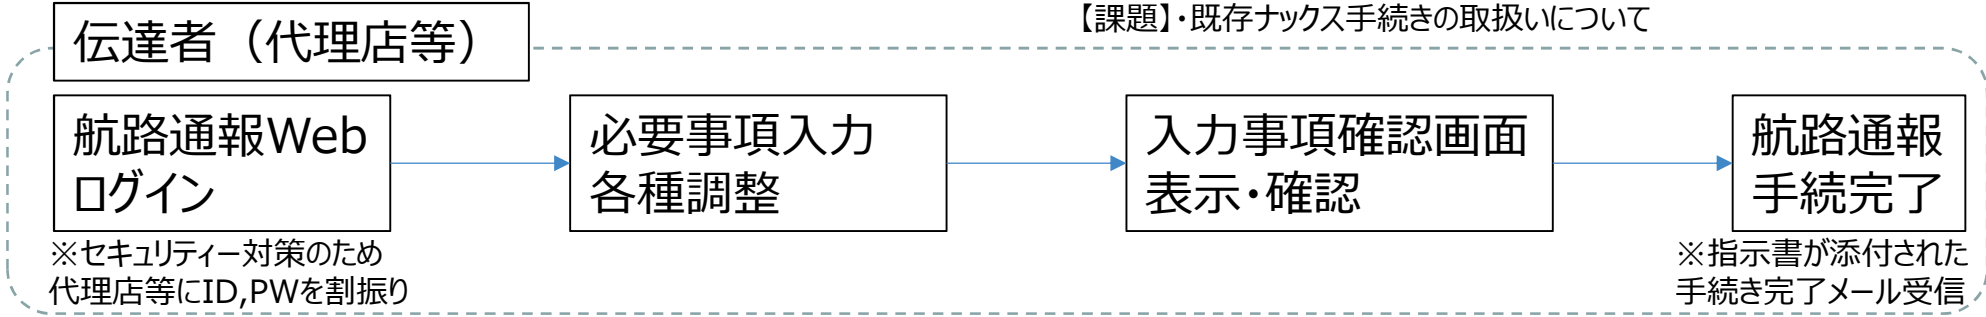 【課題】・既存ナックス手続きの取扱いについて
伝達者（代理店等）
航路通報Web
ログイン
※セキュリティー対策のため
代理店等にID,PWを割振り
必要事項入力
各種調整
入力事項確認画面
表示・確認
航路通報
手続完了
※指示書が添付された
手続き完了メール受信